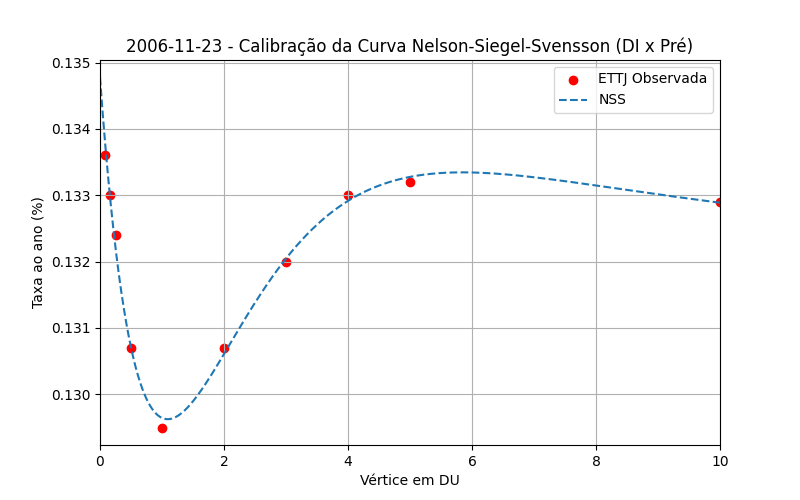 2006-11-23 - Calibração da Curva Nelson-Siegel-Svensson (DI x Pré)
ETTJ Observada
NSS
Taxa ao ano (%)
0.135
0.134
0.133
0.132
0.131
0.130
0
2
4
6
8
10
Vértice em DU